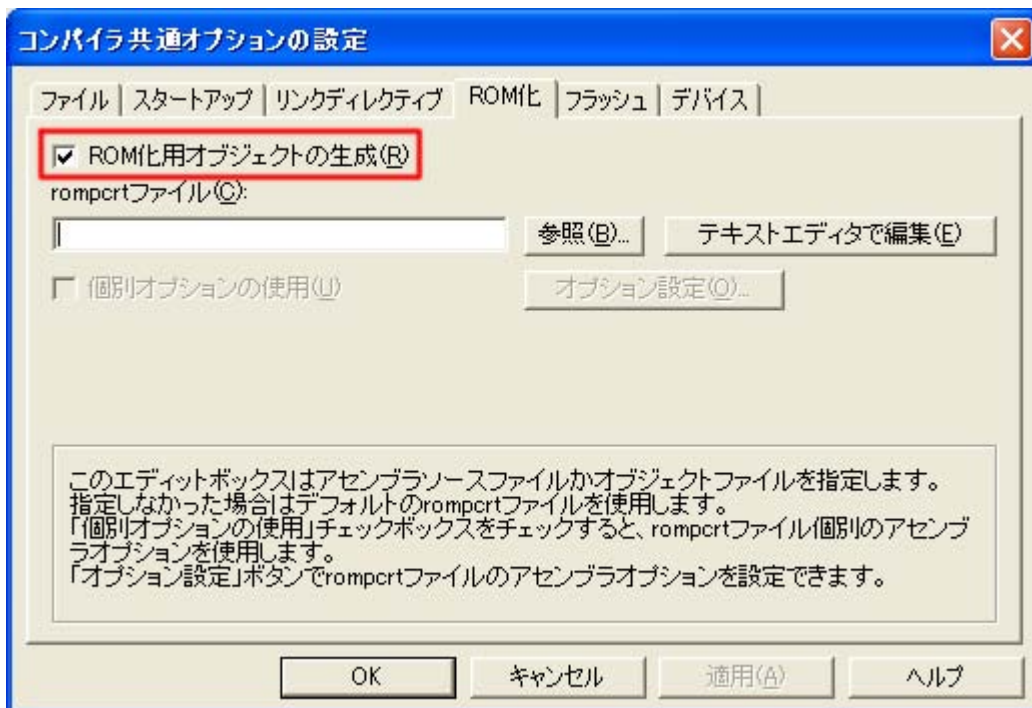 コンパイラ共通オプションの設定
ファイル スタートアップ リンクディレクティブ ROM化 フラッシュ デバイス
ROM化用オブジェクトの生成(R)
rompcrtファイル(C):
参照(B)... テキストエディタで編集(E)
個別オプションの使用(U) オプション設定(O)...
このエディットボックスはアセンブラソースファイルかオブジェクトファイルを指定します。
指定しなかった場合はデフォルトのrompcrtファイルを使用します。
「個別オプションの使用」チェックボックスをチェックすると、rompcrtファイル個別のアセンブ
ラオプションを使用します。
「オプション設定」ボタンでrompcrtファイルのアセンブラオプションを設定できます。
OK キャンセル 適用(A) ヘルプ